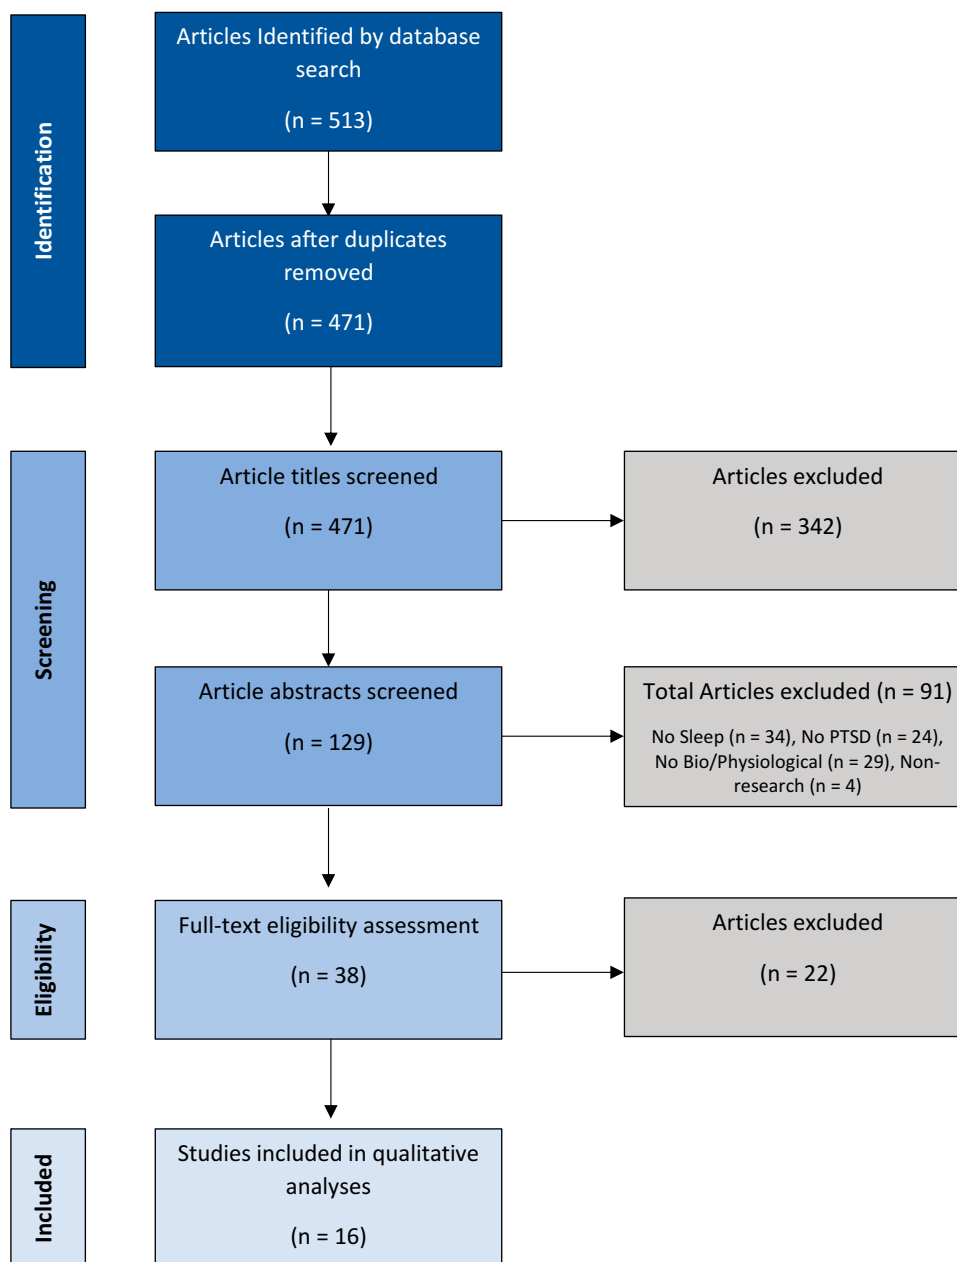 Identification
Articles Identified by database
search
(n = 513)
Articles after duplicates
removed
(n = 471)
Screening
Article titles screened
(n = 471)
Articles excluded
(n = 342)
Article abstracts screened
(n = 129)
Total Articles excluded (n = 91)
No Sleep (n = 34), No PTSD (n = 24),
No Bio/Physiological (n = 29), Non-
research (n = 4)
Eligibility
Full-text eligibility assessment
(n = 38)
Articles excluded
(n = 22)
Included
Studies included in qualitative
analyses
(n = 16)